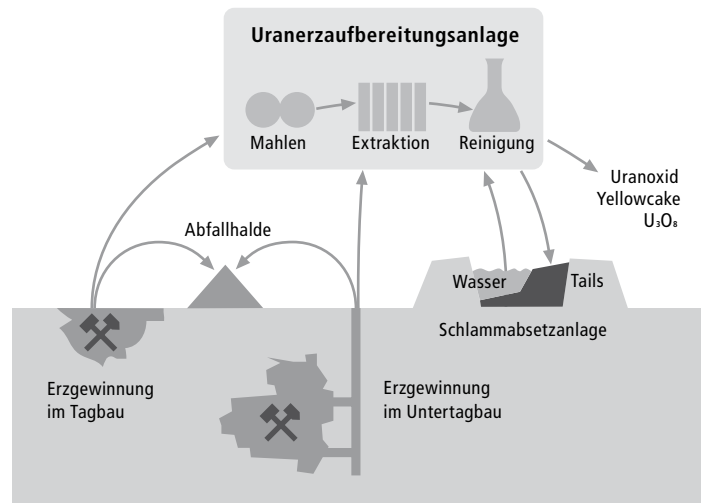 Uranerzaufbereitungsanlage
Mahlen
Extraktion
Reinigung
Uranoxid
Yellowcake
U₃O₈
Abfallhalde
Wasser
Tails
Schlammabsetzanlage
Erzgewinnung
im Tagbau
Erzgewinnung
im Untertagbau